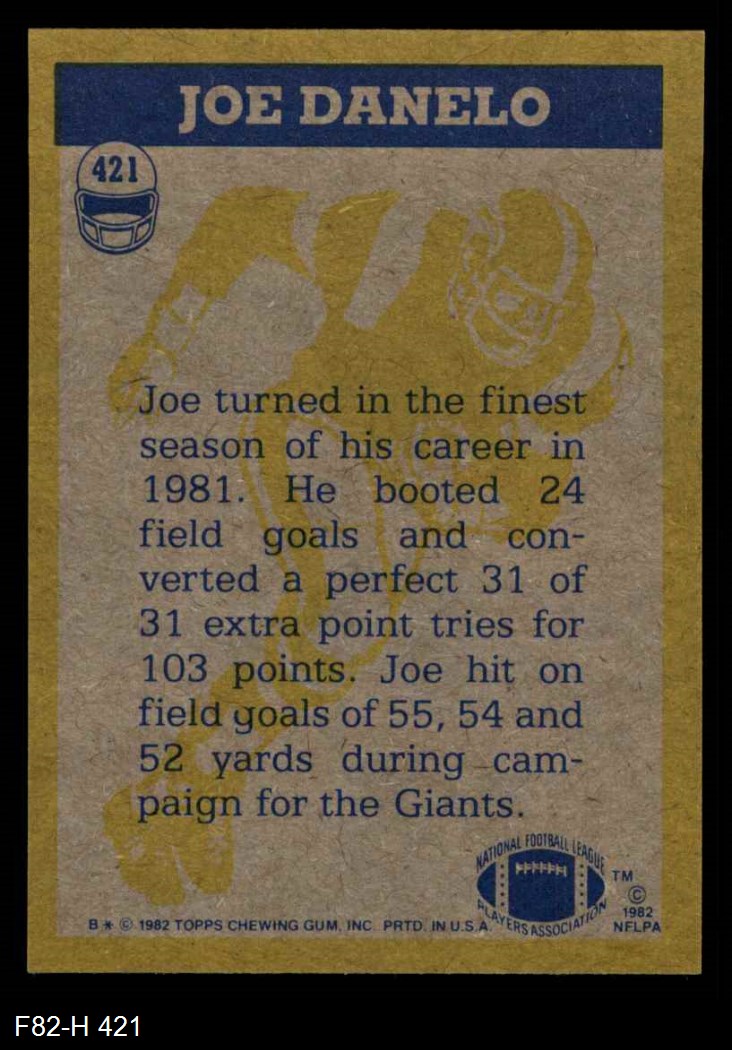 JOE DANELO
421
Joe turned in the finest
season of his career in
1981. He booted 24
field goals and con-
verted a perfect 31 of
31 extra point tries for
103 points. Joe hit on
field goals of 55, 54 and
52 yards during cam-
paign for the Giants.
NATIONAL FOOTBALL LEAGUE
PLAYERS ASSOCIATION
TM
©
1982
NFLPA
B * © 1982 TOPPS CHEWING GUM, INC. PRTD. IN U.S.A.
F82-H 421